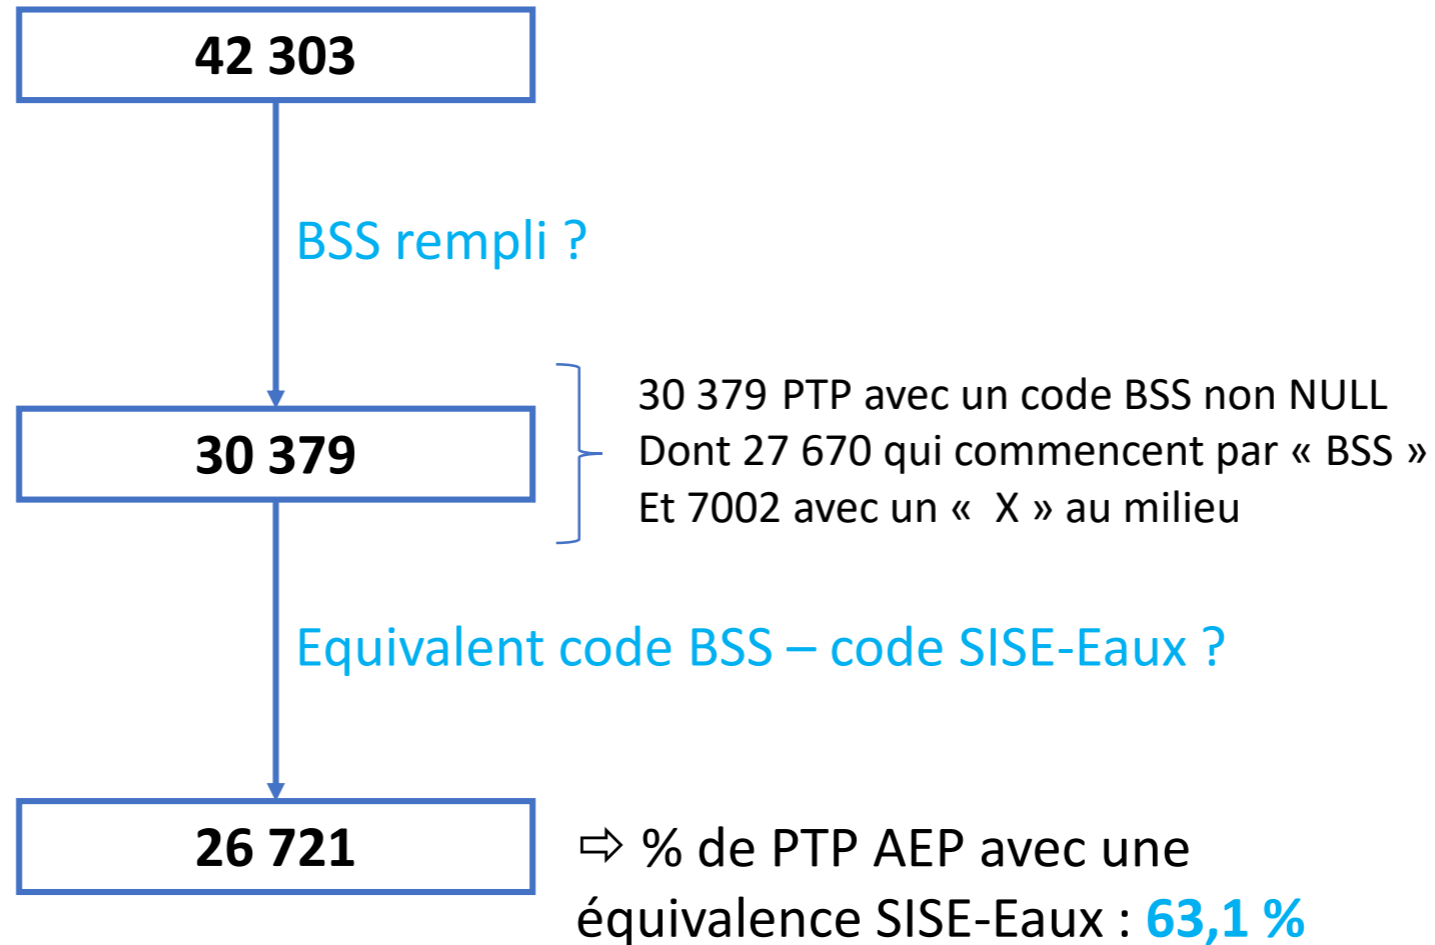 42 303
BSS rempli ?
30 379
30 379 PTP avec un code BSS non NULL
Dont 27 670 qui commencent par « BSS »
Et 7002 avec un «  X » au milieu
Equivalent code BSS – code SISE-Eaux ?
26 721
⇨ % de PTP AEP avec une
équivalence SISE-Eaux : 63,1 %